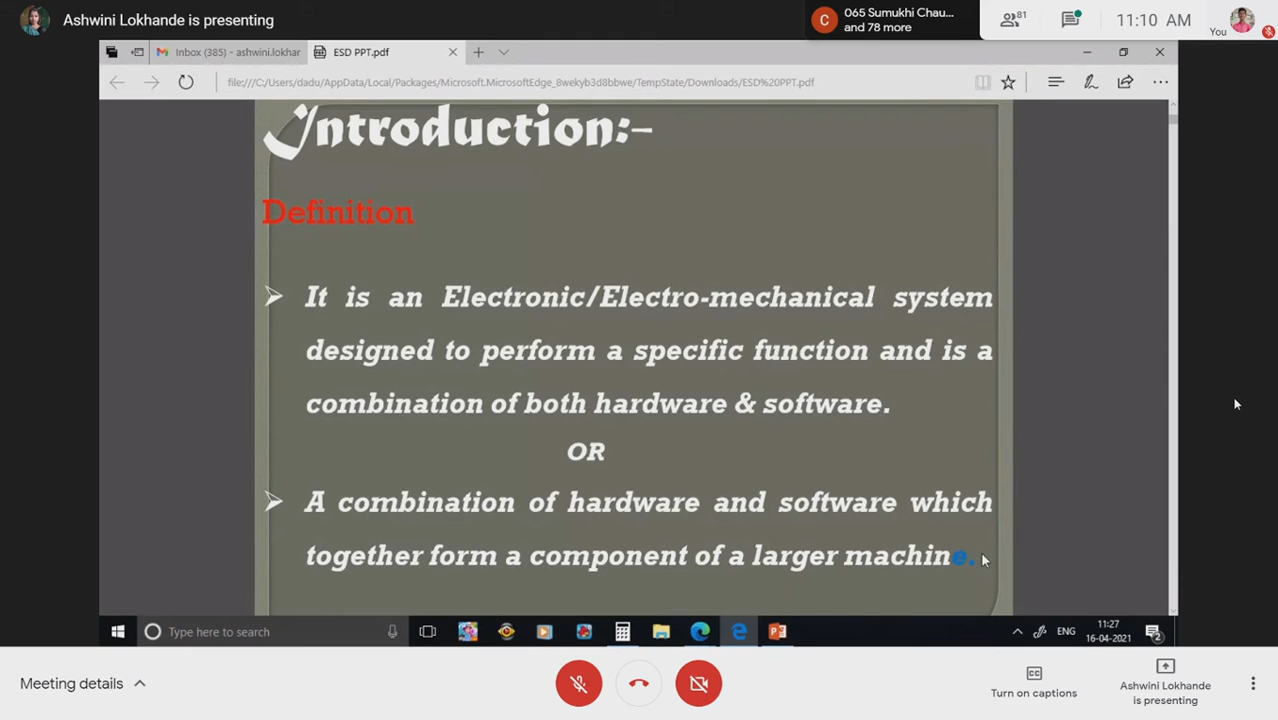 Ashwini Lokhande is presenting
C
065 Sumukhi Chau...
and 78 more
81
11:10 AM
You
Inbox (385) - ashwini.lokhar
ESD PPT.pdf
file:///C:/Users/dadu/AppData/Local/Packages/Microsoft.MicrosoftEdge_8wekyb3d8bbwe/TempState/Downloads/ESD%20PPT.pdf
Introduction:-
Definition
It is an Electronic/Electro-mechanical system
designed to perform a specific function and is a
combination of both hardware & software.
OR
A combination of hardware and software which
together form a component of a larger machine.
Type here to search
ENG
11:27
16-04-2021
2
Meeting details
CC
Turn on captions
Ashwini Lokhande
is presenting